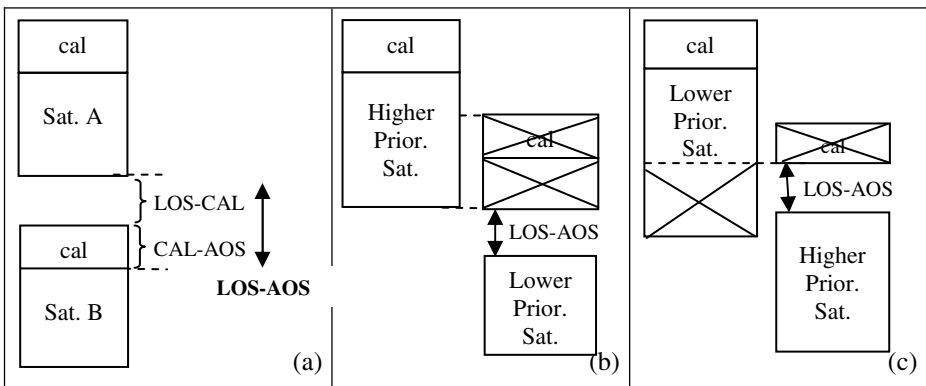 cal
Sat. A
LOS-CAL
cal
CAL-AOS
LOS-AOS
Sat. B
(a)
cal
Higher
Prior.
Sat.
cal
LOS-AOS
Lower
Prior.
Sat.
(b)
cal
Lower
Prior.
Sat.
cal
LOS-AOS
Higher
Prior.
Sat.
(c)